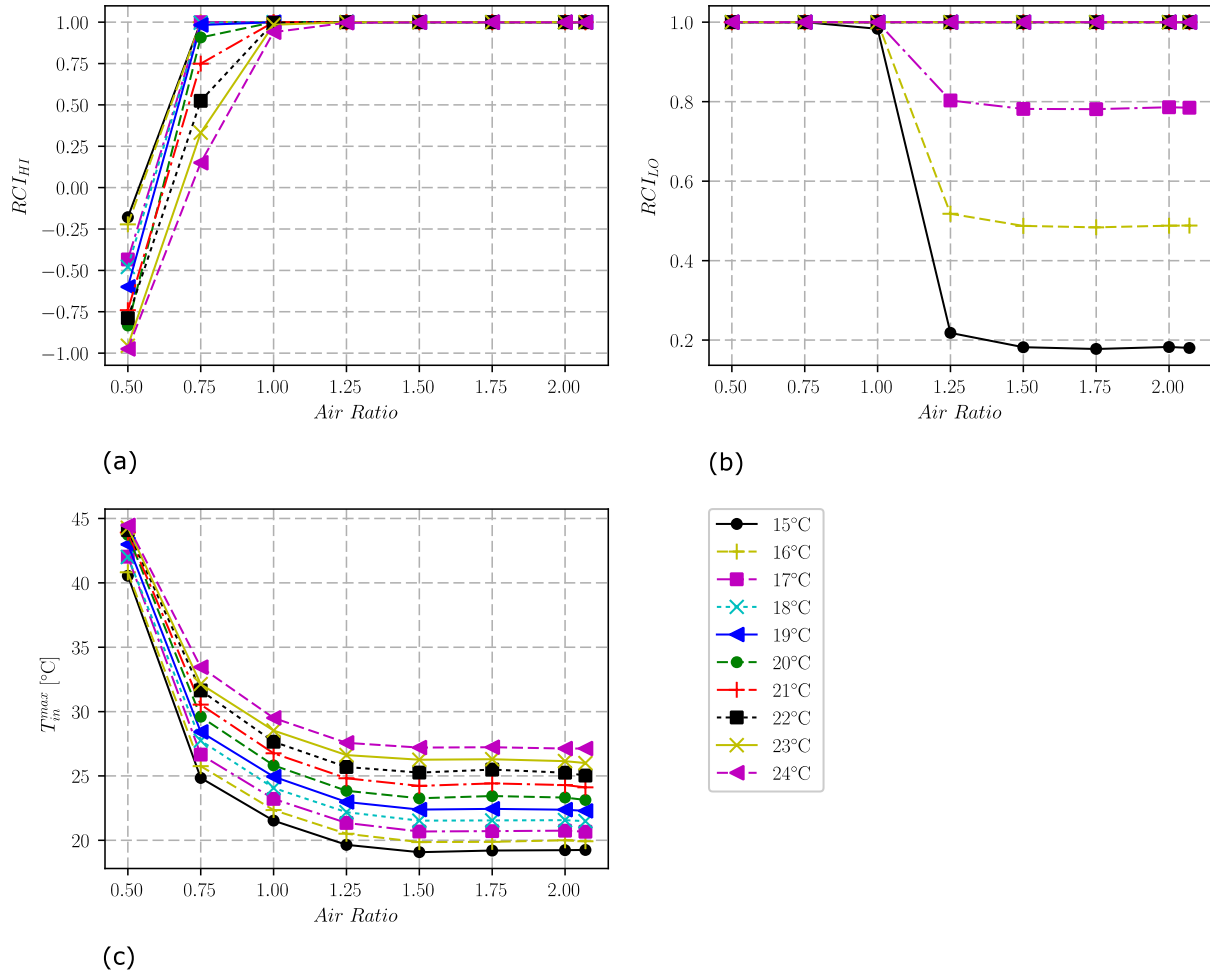 1.00
0.75
0.50
0.25
0.00
−0.25
−0.50
−0.75
−1.00
RCI_HI
0.50 0.75 1.00 1.25 1.50 1.75 2.00
Air Ratio
(a)
1.0
0.8
0.6
0.4
0.2
RCI_LO
0.50 0.75 1.00 1.25 1.50 1.75 2.00
Air Ratio
(b)
45
40
35
30
25
20
T_in^max [°C]
0.50 0.75 1.00 1.25 1.50 1.75 2.00
Air Ratio
(c)
15°C
16°C
17°C
18°C
19°C
20°C
21°C
22°C
23°C
24°C